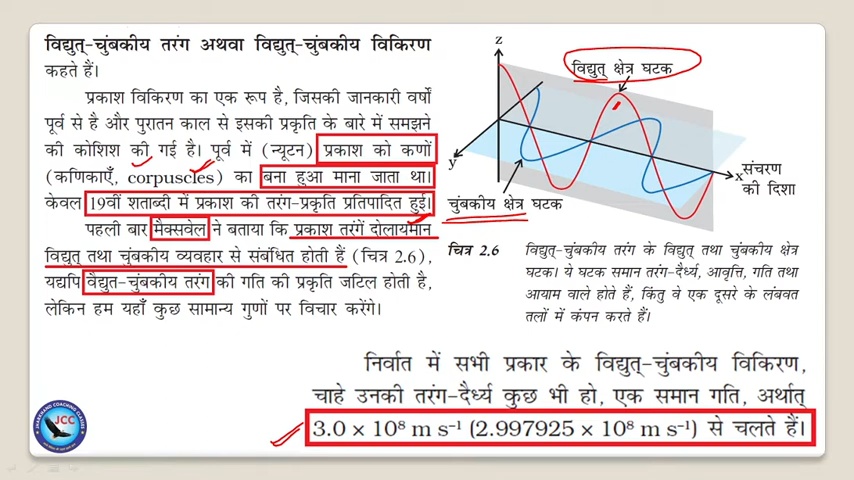 विद्युत्-चुंबकीय तरंग अथवा विद्युत्-चुंबकीय विकिरण
कहते हैं।
प्रकाश विकिरण का एक रूप है, जिसकी जानकारी वर्षों
पूर्व से है और पुरातन काल से इसकी प्रकृति के बारे में समझने
की कोशिश की गई है। पूर्व में (न्यूटन) प्रकाश को कणों
(कणिकाएँ, corpuscles) का बना हुआ माना जाता था।
केवल 19वीं शताब्दी में प्रकाश की तरंग-प्रकृति प्रतिपादित हुई।
पहली बार मैक्सवेल ने बताया कि प्रकाश तरंगें दोलायमान
विद्युत् तथा चुंबकीय व्यवहार से संबंधित होती हैं (चित्र 2.6),
यद्यपि वैद्युत-चुंबकीय तरंग की गति की प्रकृति जटिल होती है,
लेकिन हम यहाँ कुछ सामान्य गुणों पर विचार करेंगे।
z
विद्युत् क्षेत्र घटक
y
x
संचरण
की दिशा
चुंबकीय क्षेत्र घटक
चित्र 2.6 विद्युत्-चुंबकीय तरंग के विद्युत् तथा चुंबकीय क्षेत्र
घटक। ये घटक समान तरंग-दैर्ध्य, आवृत्ति, गति तथा
आयाम वाले होते हैं, किंतु वे एक दूसरे के लंबवत
तलों में कंपन करते हैं।
निर्वात में सभी प्रकार के विद्युत्-चुंबकीय विकिरण,
चाहे उनकी तरंग-दैर्ध्य कुछ भी हो, एक समान गति, अर्थात्
3.0 × 10⁸ m s⁻¹ (2.997925 × 10⁸ m s⁻¹) से चलते हैं।
JHARKHAND COACHING CLASSES
JCC